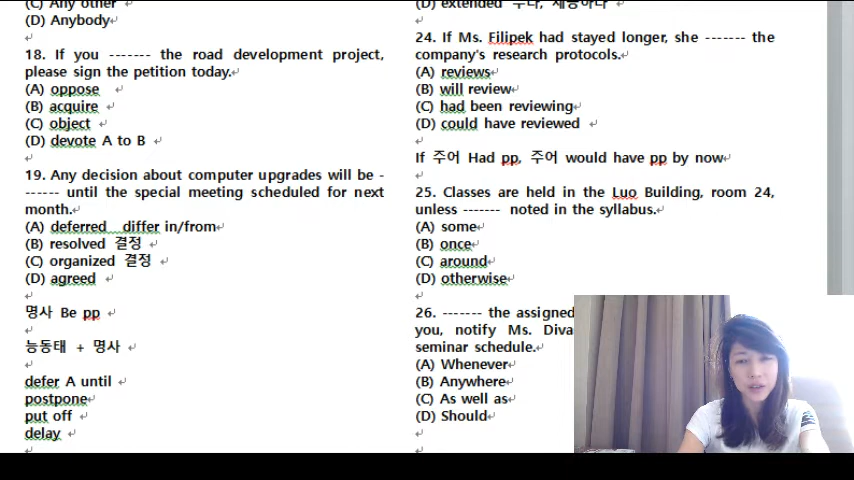 (C) Any other
(D) Anybody
18. If you ------- the road development project,
please sign the petition today.
(A) oppose
(B) acquire
(C) object
(D) devote A to B
19. Any decision about computer upgrades will be -
------ until the special meeting scheduled for next
month.
(A) deferred differ in/from
(B) resolved 결정
(C) organized 결정
(D) agreed
명사 Be pp
능동태 + 명사
defer A until
postpone
put off
delay
(D) extended
24. If Ms. Filipek had stayed longer, she ------- the
company's research protocols.
(A) reviews
(B) will review
(C) had been reviewing
(D) could have reviewed
If 주어 Had pp, 주어 would have pp by now
25. Classes are held in the Luo Building, room 24,
unless ------- noted in the syllabus.
(A) some
(B) once
(C) around
(D) otherwise
26. ------- the assigned
you, notify Ms. Diva
seminar schedule.
(A) Whenever
(B) Anywhere
(C) As well as
(D) Should